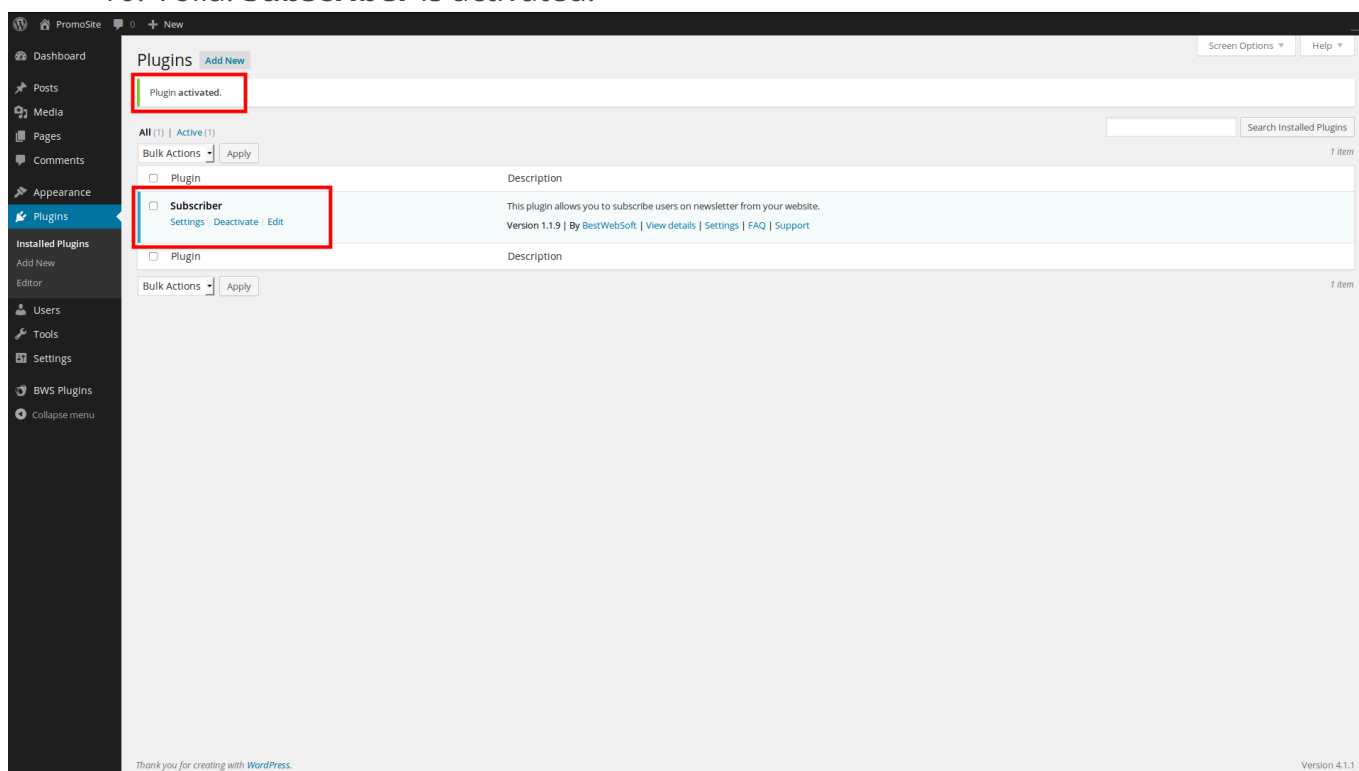 Subscriber is activated.
PromoSite 0 + New
Screen Options Help
Dashboard
Posts
Media
Pages
Comments
Appearance
Plugins
Installed Plugins
Add New
Editor
Users
Tools
Settings
BWS Plugins
Collapse menu
Plugins Add New
Plugin activated.
All (1) | Active (1)
Search Installed Plugins
Bulk Actions Apply
1 item
Plugin Description
Subscriber This plugin allows you to subscribe users on newsletter from your website.
Settings | Deactivate | Edit Version 1.1.9 | By BestWebSoft | View details | Settings | FAQ | Support
Plugin Description
Bulk Actions Apply
1 item
Thank you for creating with WordPress.
Version 4.1.1